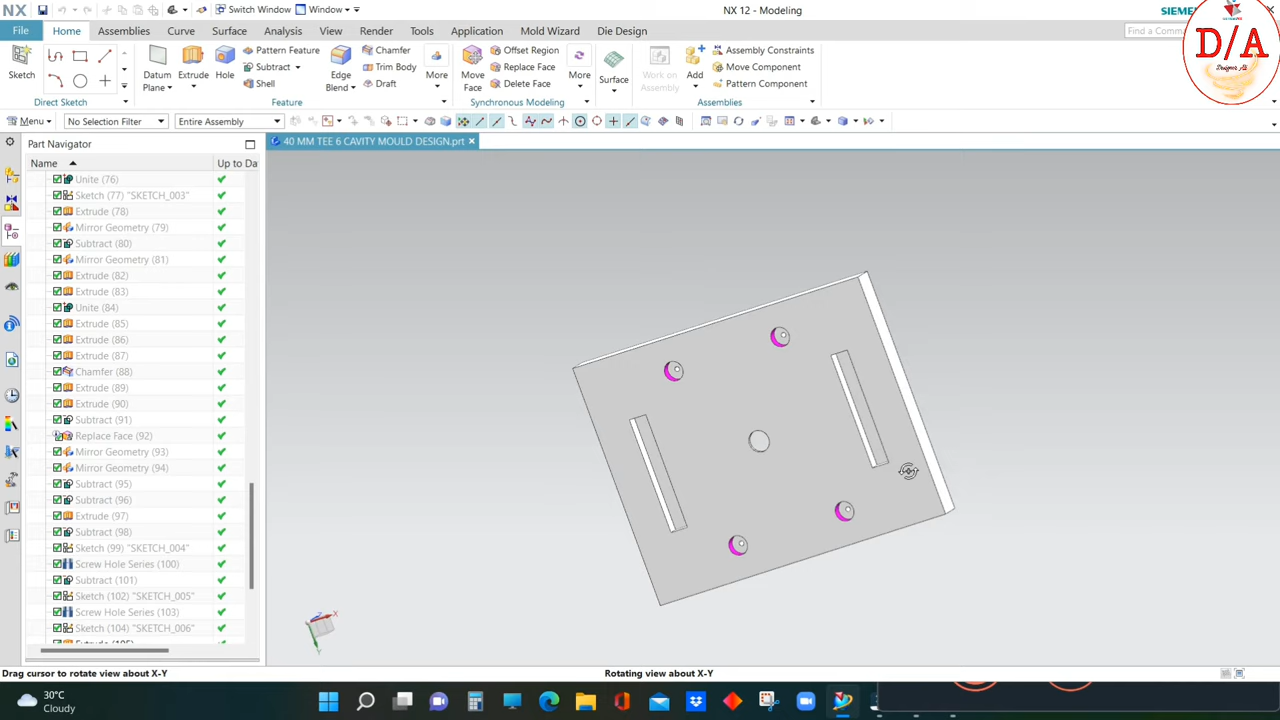 NX
Switch Window
Window
NX 12 - Modeling
SIEME
File
Home
Assemblies
Curve
Surface
Analysis
View
Render
Tools
Application
Mould Wizard
Die Design
Find a Comma
D/A
Sketch
Direct Sketch
Datum
Plane
Extrude
Hole
Pattern Feature
Subtract
Shell
Edge
Blend
Chamfer
Trim Body
Draft
More
Feature
Move
Face
Offset Region
Replace Face
Delete Face
More
Synchronous Modeling
Surface
Work on
Assembly
Add
Assembly Constraints
Move Component
Pattern Component
Assemblies
Menu
No Selection Filter
Entire Assembly
Part Navigator
40 MM TEE 6 CAVITY MOULD DESIGN.prt
Name
Up to Da
Unite (76)
Sketch (77) "SKETCH_003"
Extrude (78)
Mirror Geometry (79)
Subtract (80)
Mirror Geometry (81)
Extrude (82)
Extrude (83)
Unite (84)
Extrude (85)
Extrude (86)
Extrude (87)
Chamfer (88)
Extrude (89)
Extrude (90)
Subtract (91)
Replace Face (92)
Mirror Geometry (93)
Mirror Geometry (94)
Subtract (95)
Subtract (96)
Extrude (97)
Subtract (98)
Sketch (99) "SKETCH_004"
Screw Hole Series (100)
Subtract (101)
Sketch (102) "SKETCH_005"
Screw Hole Series (103)
Sketch (104) "SKETCH_006"
Extrude (105)
X
Y
Drag cursor to rotate view about X-Y
Rotating view about X-Y
30°C
Cloudy